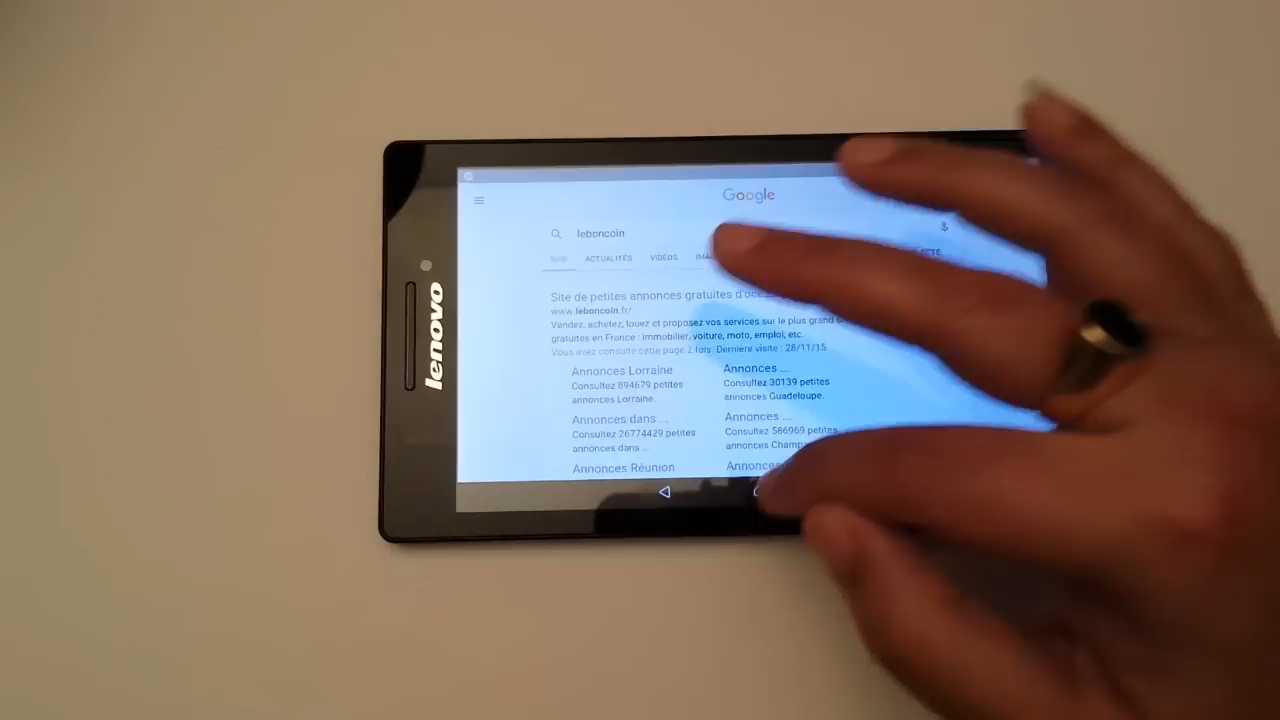 lenovo
Google
leboncoin
ACTUALITÉS VIDÉOS
Site de petites annonces gratuites
www.leboncoin.fr/
Vendez, achetez, louez et proposez vos services sur le plus grand
gratuites en France : immobilier, voiture, moto, emploi, etc.
Vous avez consulté cette page 2 fois. Dernière visite : 28/11/15
Annonces Lorraine
Consultez 894679 petites
annonces Lorraine.
Annonces ...
Consultez 30139 petites
annonces Guadeloupe.
Annonces dans ...
Consultez 26774429 petites
annonces dans ...
Annonces ...
Consultez 586969 petites
annonces Champ
Annonces Réunion
Annonces